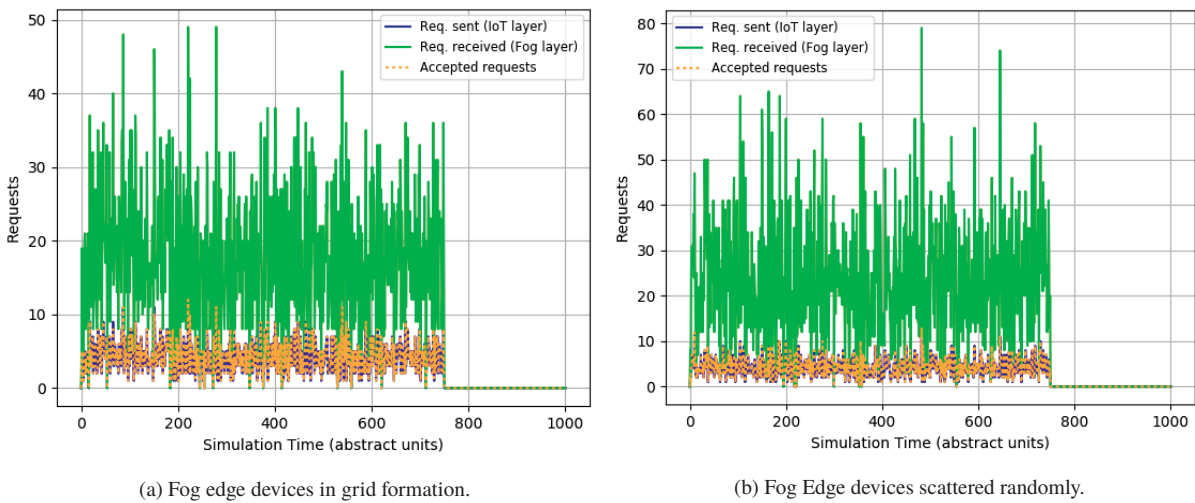 50
40
30
20
10
0
Requests
Req. sent (IoT layer)
Req. received (Fog layer)
Accepted requests
0 200 400 600 800 1000
Simulation Time (abstract units)
(a) Fog edge devices in grid formation.
80
70
60
50
40
30
20
10
0
Requests
Req. sent (IoT layer)
Req. received (Fog layer)
Accepted requests
0 200 400 600 800 1000
Simulation Time (abstract units)
(b) Fog Edge devices scattered randomly.